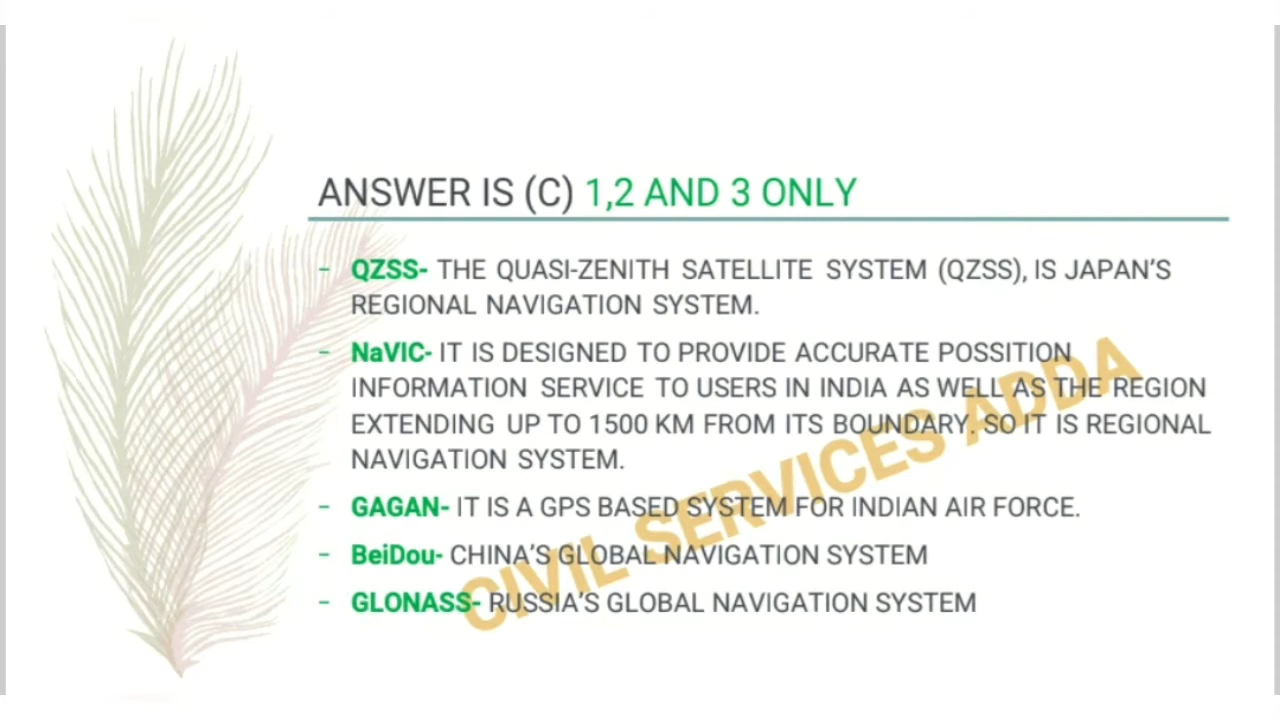 ANSWER IS (C) 1,2 AND 3 ONLY
- QZSS- THE QUASI-ZENITH SATELLITE SYSTEM (QZSS), IS JAPAN'S
REGIONAL NAVIGATION SYSTEM.
- NaVIC- IT IS DESIGNED TO PROVIDE ACCURATE POSSITION
INFORMATION SERVICE TO USERS IN INDIA AS WELL AS THE REGION
EXTENDING UP TO 1500 KM FROM ITS BOUNDARY. SO IT IS REGIONAL
NAVIGATION SYSTEM.
- GAGAN- IT IS A GPS BASED SYSTEM FOR INDIAN AIR FORCE.
- BeiDou- CHINA'S GLOBAL NAVIGATION SYSTEM
- GLONASS- RUSSIA'S GLOBAL NAVIGATION SYSTEM
CIVIL SERVICES ADDA